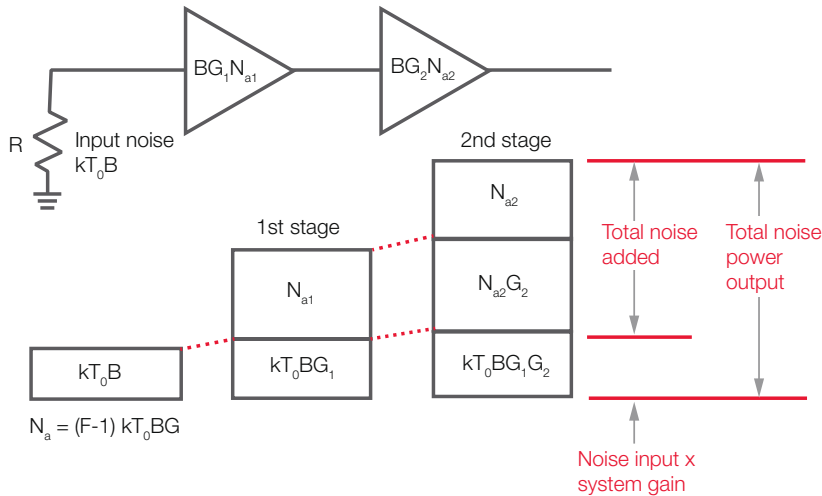 BG₁Nₐ₁
BG₂Nₐ₂
R
Input noise
kT₀B
2nd stage
Nₐ₂
1st stage
Total noise
added
Total noise
power
output
Nₐ₁
Nₐ₂G₂
kT₀B
kT₀BG₁
kT₀BG₁G₂
Nₐ = (F-1) kT₀BG
Noise input x
system gain